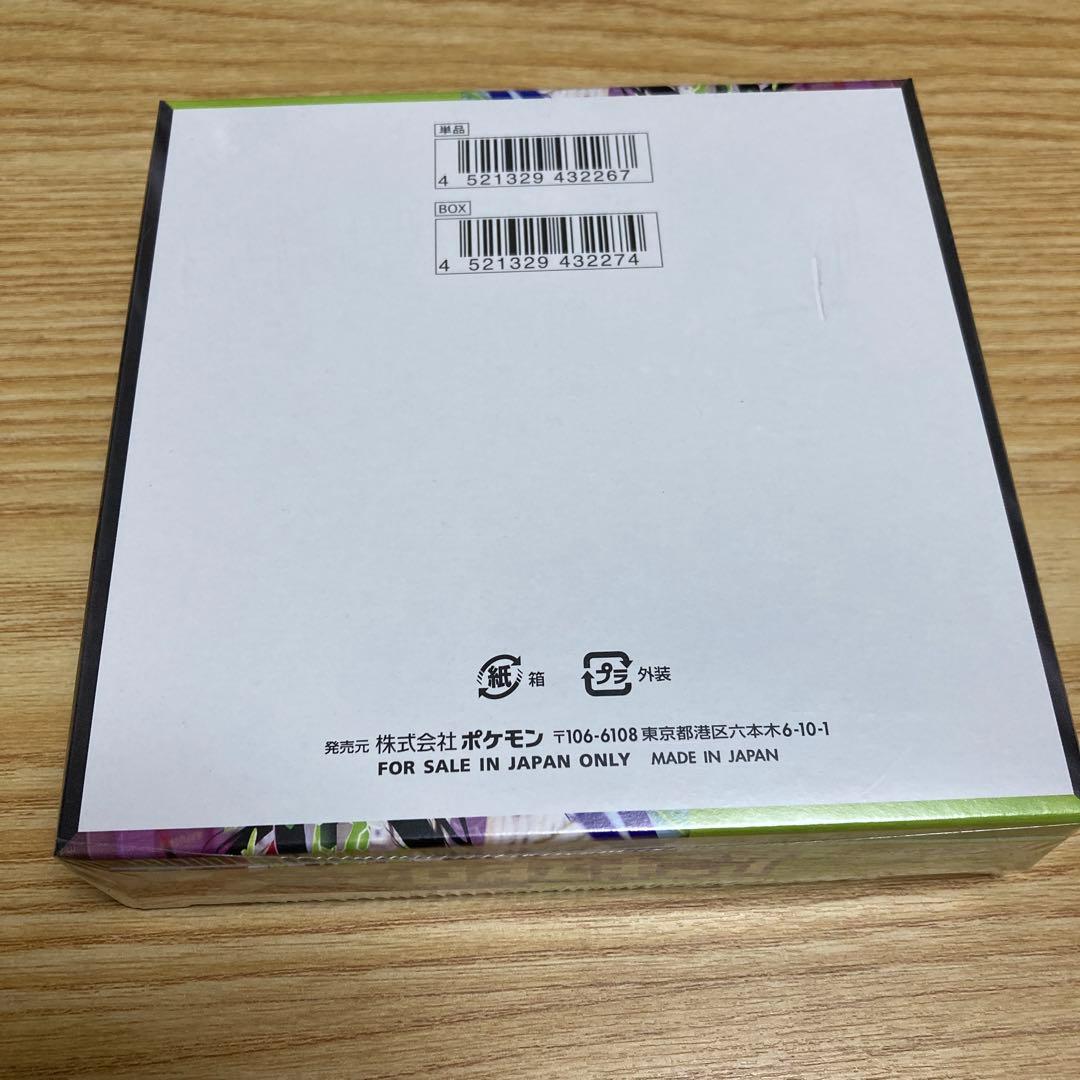 単品
4 521329 432267
BOX
4 521329 432274
紙 箱 プラ 外装
発売元 株式会社 ポケモン 〒106-6108 東京都港区六本木6-10-1
FOR SALE IN JAPAN ONLY MADE IN JAPAN